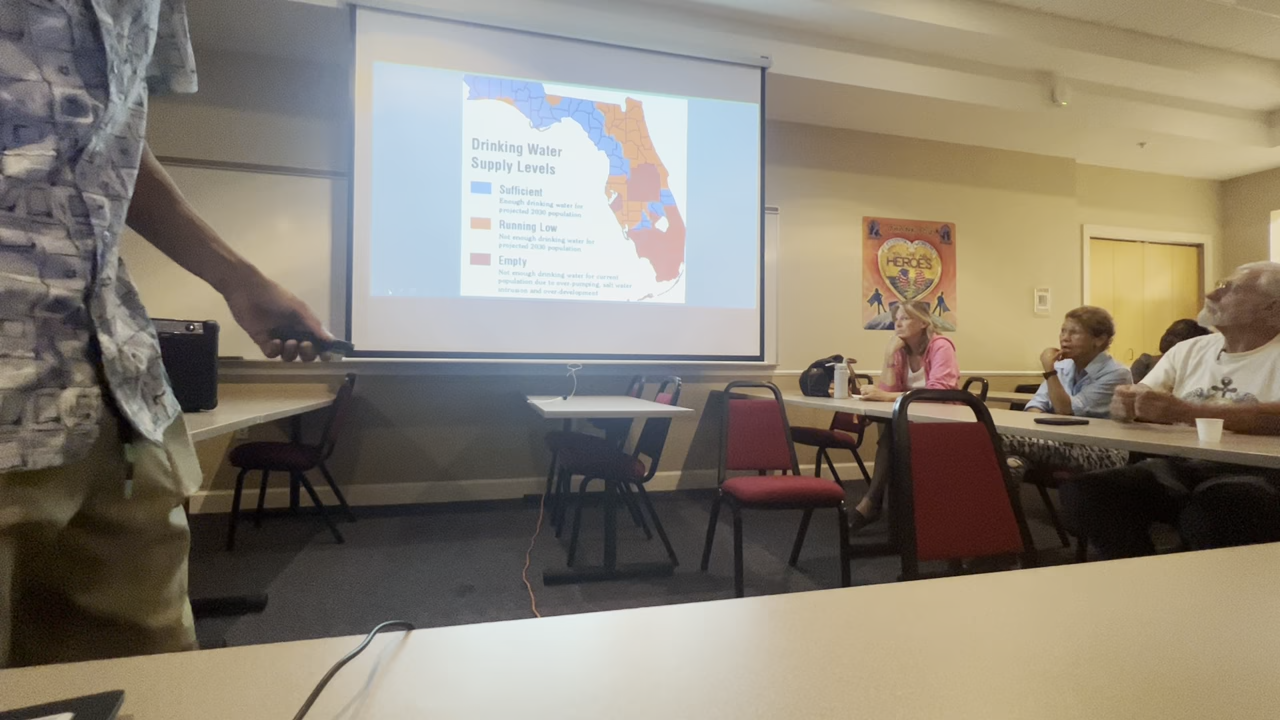 Drinking Water
Supply Levels
Sufficient
Enough drinking water for
projected 2030 population.
Running Low
Not enough drinking water for
projected 2030 population.
Empty
Not enough drinking water for current
population due to over pumping, salt water
intrusion and over-development
HEROES